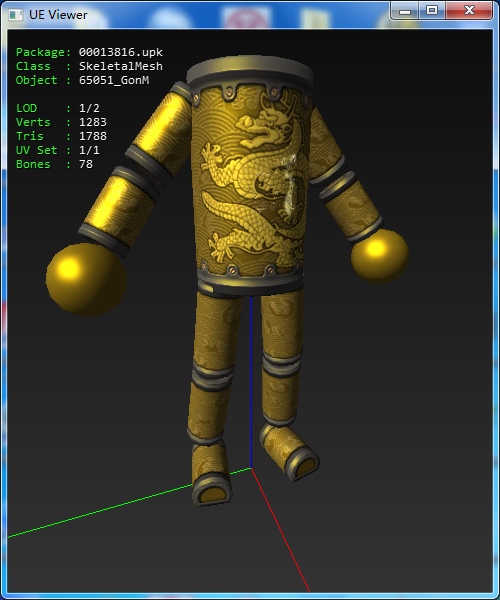 UE Viewer
Package: 00013816.upk
Class  : SkeletalMesh
Object : 65051_GonM
LOD    : 1/2
Verts  : 1283
Tris   : 1788
UV Set : 1/1
Bones  : 78